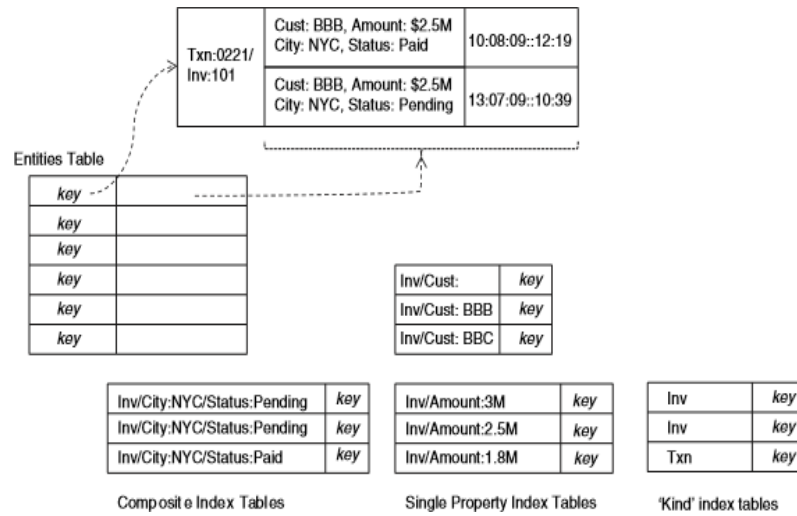 Txn:0221/
Inv:101
Cust: BBB, Amount: $2.5M
City: NYC, Status: Paid
10:08:09::12:19
Cust: BBB, Amount: $2.5M
City: NYC, Status: Pending
13:07:09::10:39
Entities Table
key
key
key
key
key
key
Inv/Cust: key
Inv/Cust: BBB key
Inv/Cust: BBC key
Inv/City:NYC/Status:Pending key
Inv/City:NYC/Status:Pending key
Inv/City:NYC/Status:Paid key
Composite Index Tables
Inv/Amount:3M key
Inv/Amount:2.5M key
Inv/Amount:1.8M key
Single Property Index Tables
Inv key
Inv key
Txn key
'Kind' index tables